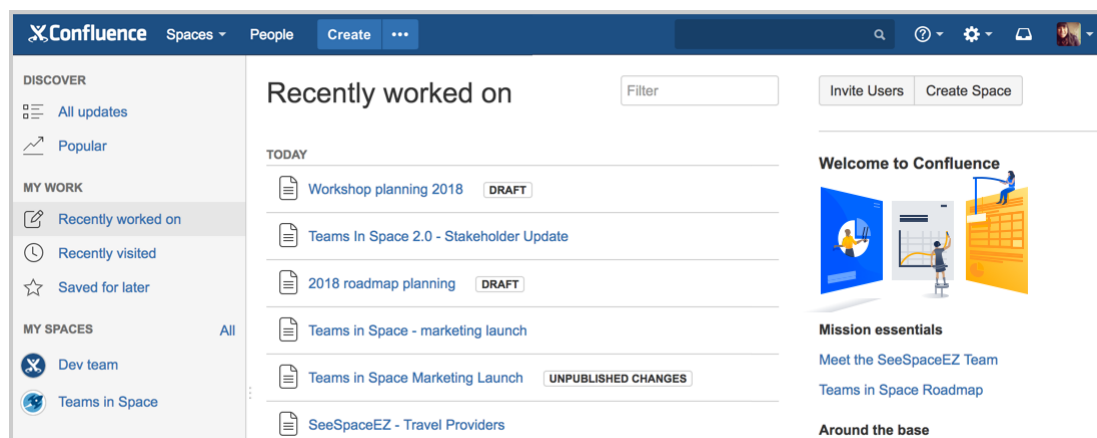 Confluence Spaces People Create
DISCOVER
All updates
Popular
MY WORK
Recently worked on
Recently visited
Saved for later
MY SPACES All
Dev team
Teams in Space
Recently worked on
Filter
TODAY
Workshop planning 2018 DRAFT
Teams In Space 2.0 - Stakeholder Update
2018 roadmap planning DRAFT
Teams in Space - marketing launch
Teams in Space Marketing Launch UNPUBLISHED CHANGES
SeeSpaceEZ - Travel Providers
Invite Users Create Space
Welcome to Confluence
Mission essentials
Meet the SeeSpaceEZ Team
Teams in Space Roadmap
Around the base